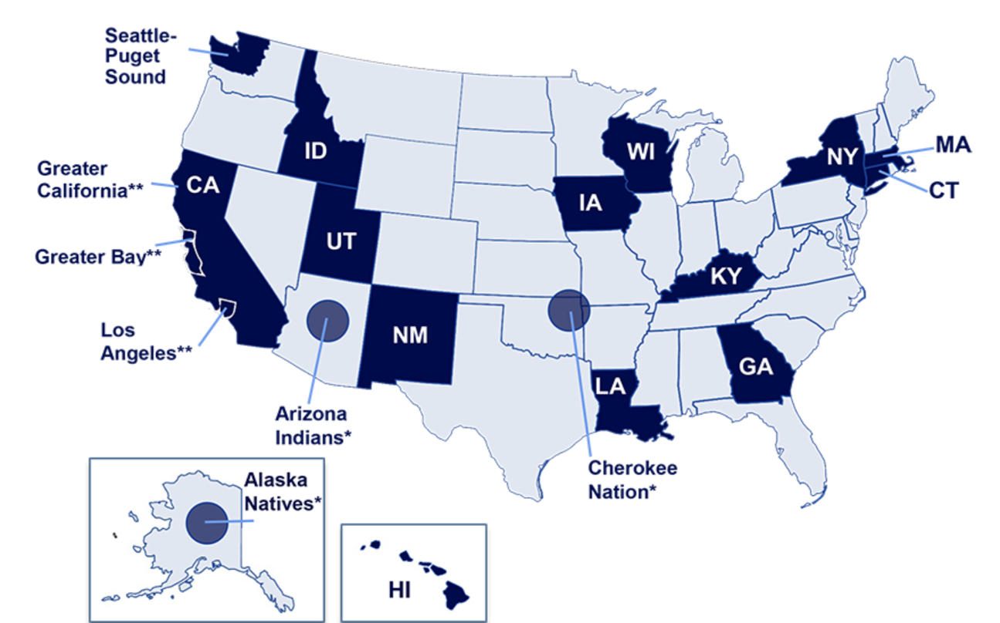 Seattle-
Puget
Sound
ID
WI
NY
MA
Greater
California**
CA
CT
IA
UT
Greater Bay**
KY
Los
Angeles**
NM
GA
LA
Arizona
Indians*
Cherokee
Nation*
Alaska
Natives*
HI